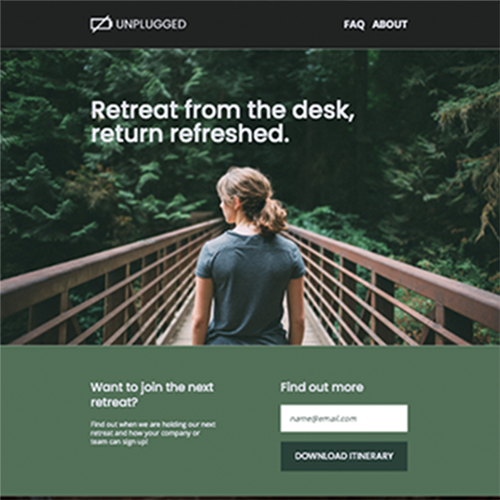 UNPLUGGED
FAQ ABOUT
Retreat from the desk,
return refreshed.
Want to join the next
retreat?
Find out when we are holding our next
retreat and how your company or
team can sign up!
Find out more
name@email.com
DOWNLOAD ITINERARY